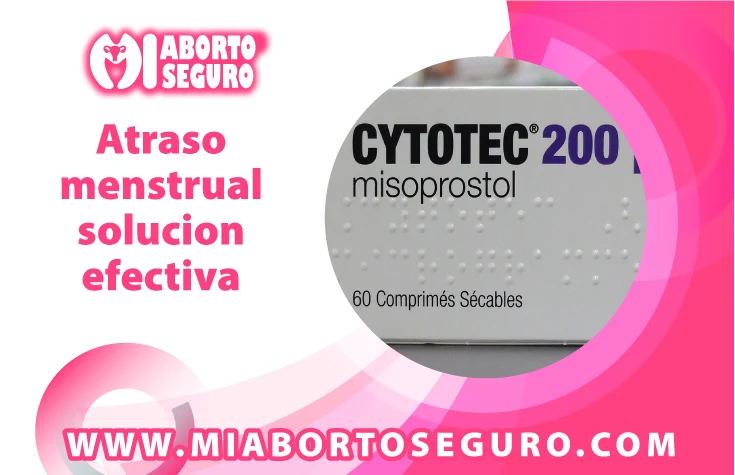 MI ABORTO
SEGURO
Atraso
menstrual
solucion
efectiva
CYTOTEC® 200
misoprostol
60 Comprimés Sécables
WWW.MIABORTOSEGURO.COM